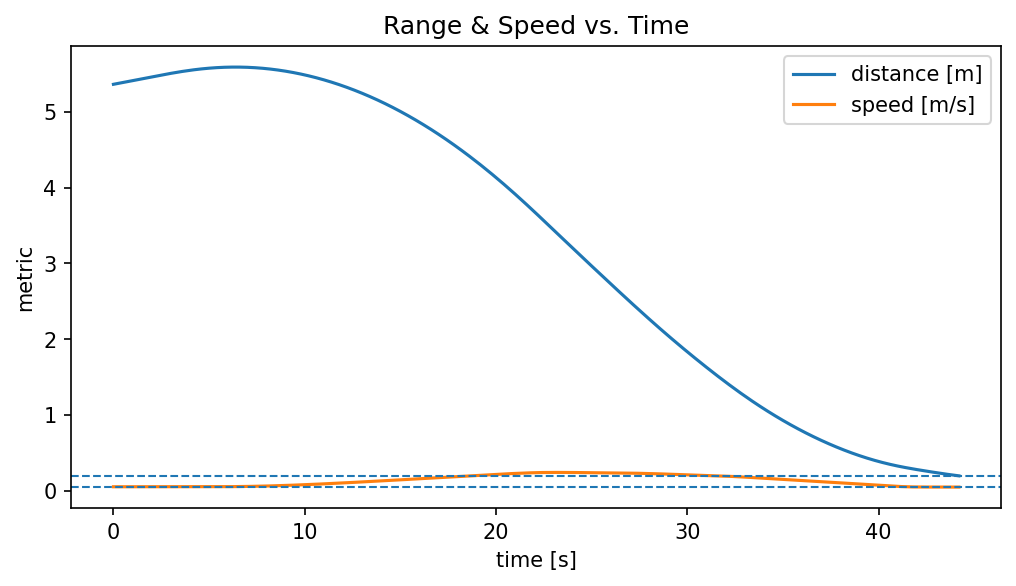 Range & Speed vs. Time
distance [m]
speed [m/s]
metric
5
4
3
2
1
0
0 10 20 30 40
time [s]